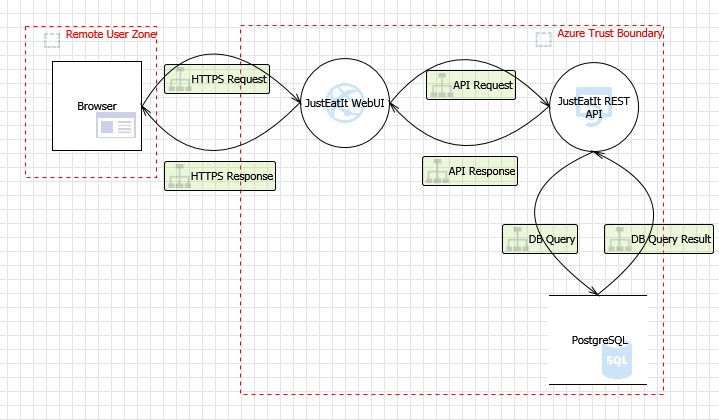 Remote User Zone
Azure Trust Boundary
HTTPS Request
API Request
Browser
JustEatIt WebUI
JustEatIt REST
API
HTTPS Response
API Response
DB Query
DB Query Result
PostgreSQL
SQL